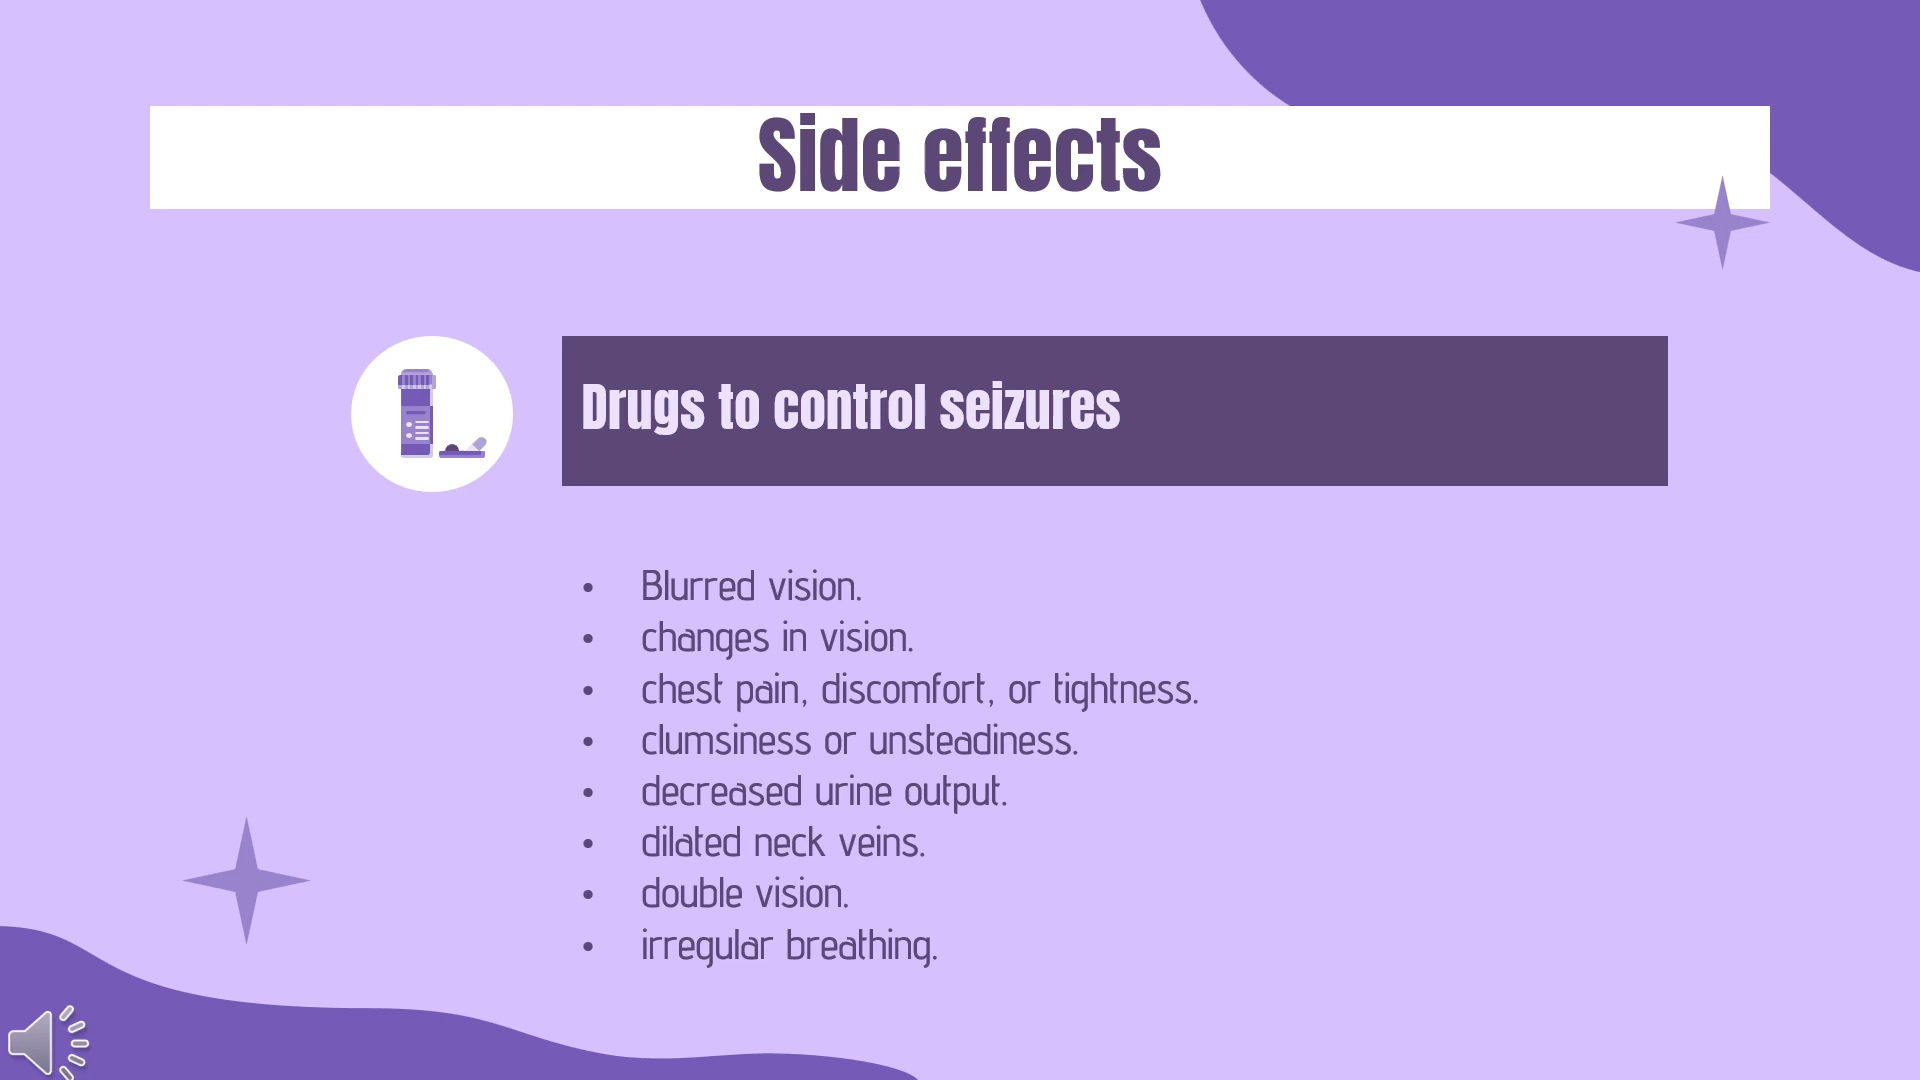 Side effects
Drugs to control seizures
• Blurred vision.
• changes in vision.
• chest pain, discomfort, or tightness.
• clumsiness or unsteadiness.
• decreased urine output.
• dilated neck veins.
• double vision.
• irregular breathing.